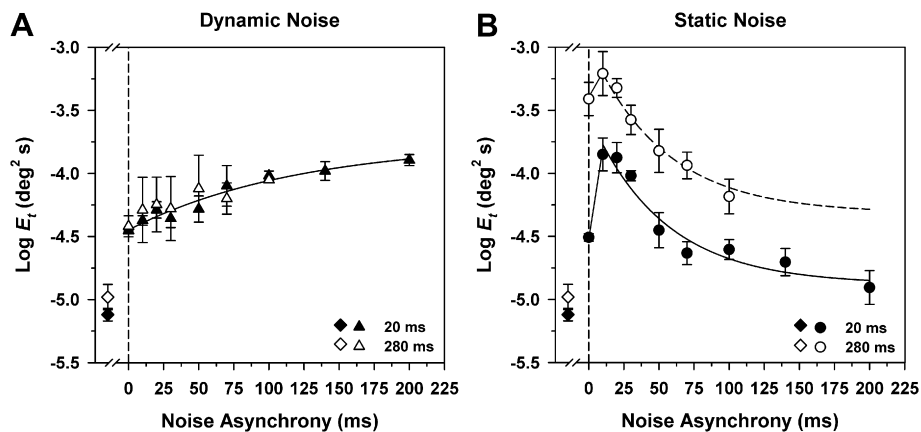 A
Dynamic Noise
-3.0
-3.5
-4.0
-4.5
-5.0
-5.5
Log Et (deg² s)
20 ms
280 ms
0 25 50 75 100 125 150 175 200
Noise Asynchrony (ms)
B
Static Noise
-3.0
-3.5
-4.0
-4.5
-5.0
-5.5
Log Et (deg² s)
20 ms
280 ms
0 25 50 75 100 125 150 175 200 225
Noise Asynchrony (ms)